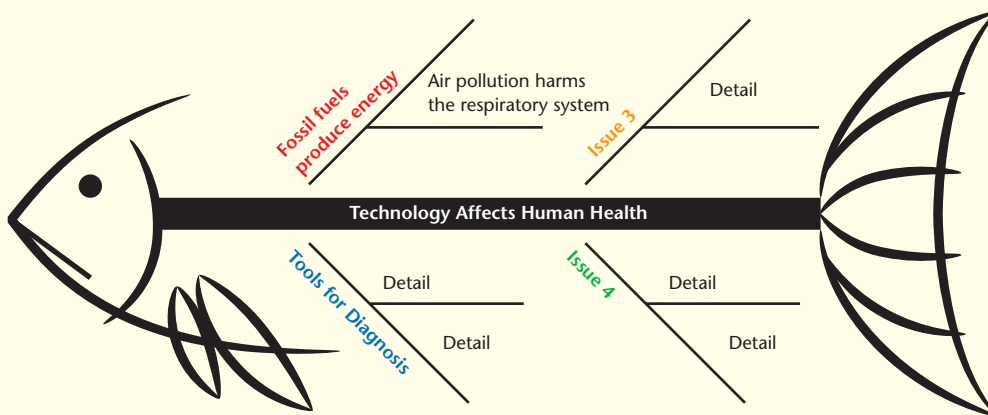 Fossil fuels
produce energy
Air pollution harms
the respiratory system
Issue 3
Detail
Technology Affects Human Health
Tools for Diagnosis
Detail
Detail
Issue 4
Detail
Detail